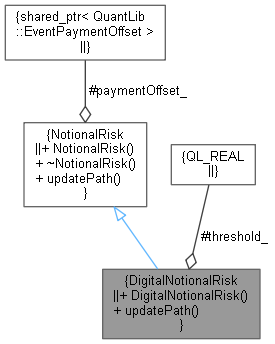 {shared_ptr< QuantLib
::EventPaymentOffset >
||}
#paymentOffset_
{NotionalRisk
||+ NotionalRisk()
+ ~NotionalRisk()
+ updatePath()
}
{QL_REAL
||}
#threshold_
{DigitalNotionalRisk
||+ DigitalNotionalRisk()
+ updatePath()
}